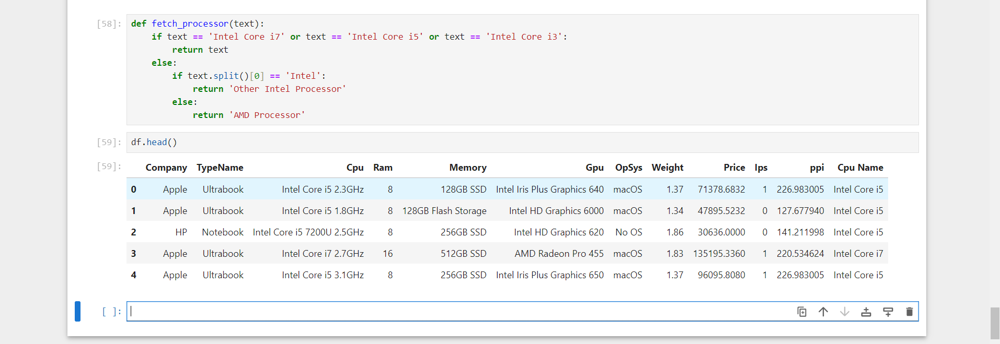 [58]: def fetch_processor(text):
    if text == 'Intel Core i7' or text == 'Intel Core i5' or text == 'Intel Core i3':
        return text
    else:
        if text.split()[0] == 'Intel':
            return 'Other Intel Processor'
        else:
            return 'AMD Processor'
[59]: df.head()
[59]: Company TypeName Cpu Ram Memory Gpu OpSys Weight Price Ips ppi Cpu Name
0 Apple Ultrabook Intel Core i5 2.3GHz 8 128GB SSD Intel Iris Plus Graphics 640 macOS 1.37 71378.6832 1 226.983005 Intel Core i5
1 Apple Ultrabook Intel Core i5 1.8GHz 8 128GB Flash Storage Intel HD Graphics 6000 macOS 1.34 47895.5232 0 127.677940 Intel Core i5
2 HP Notebook Intel Core i5 7200U 2.5GHz 8 256GB SSD Intel HD Graphics 620 No OS 1.86 30636.0000 0 141.211998 Intel Core i5
3 Apple Ultrabook Intel Core i7 2.7GHz 16 512GB SSD AMD Radeon Pro 455 macOS 1.83 135195.3360 1 220.534624 Intel Core i7
4 Apple Ultrabook Intel Core i5 3.1GHz 8 256GB SSD Intel Iris Plus Graphics 650 macOS 1.37 96095.8080 1 226.983005 Intel Core i5
[ ]: